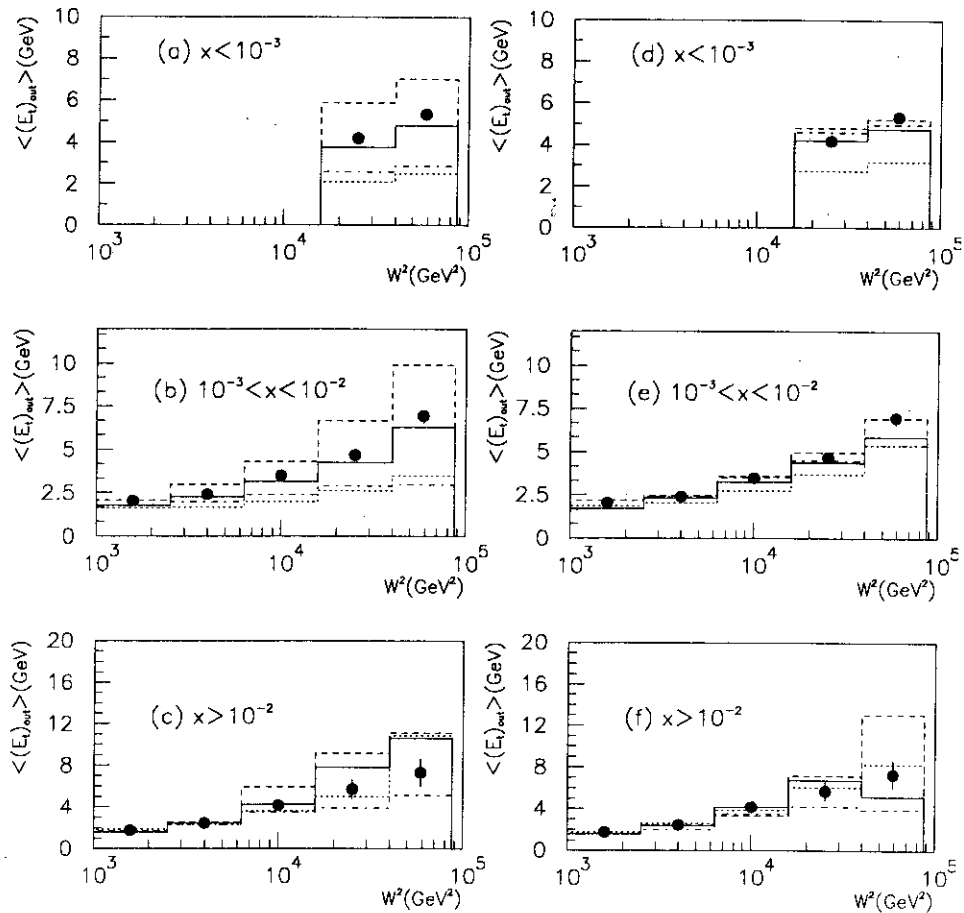 <(E_t)_out>(GeV)
10
8
6
4
2
0
(a) x<10^-3
10^3
10^4
10^5
W^2(GeV^2)
<(E_t)_out>(GeV)
10
8
6
4
2
0
(d) x<10^-3
10^3
10^4
10^5
W^2(GeV^2)
<(E_t)_out>(GeV)
10
7.5
5
2.5
0
(b) 10^-3<x<10^-2
10^3
10^4
10^5
W^2(GeV^2)
<(E_t)_out>(GeV)
10
7.5
5
2.5
0
(e) 10^-3<x<10^-2
10^3
10^4
10^5
W^2(GeV^2)
<(E_t)_out>(GeV)
20
16
12
8
4
0
(c) x>10^-2
10^3
10^4
10^5
W^2(GeV^2)
<(E_t)_out>(GeV)
20
16
12
8
4
0
(f) x>10^-2
10^3
10^4
10^5
W^2(GeV^2)